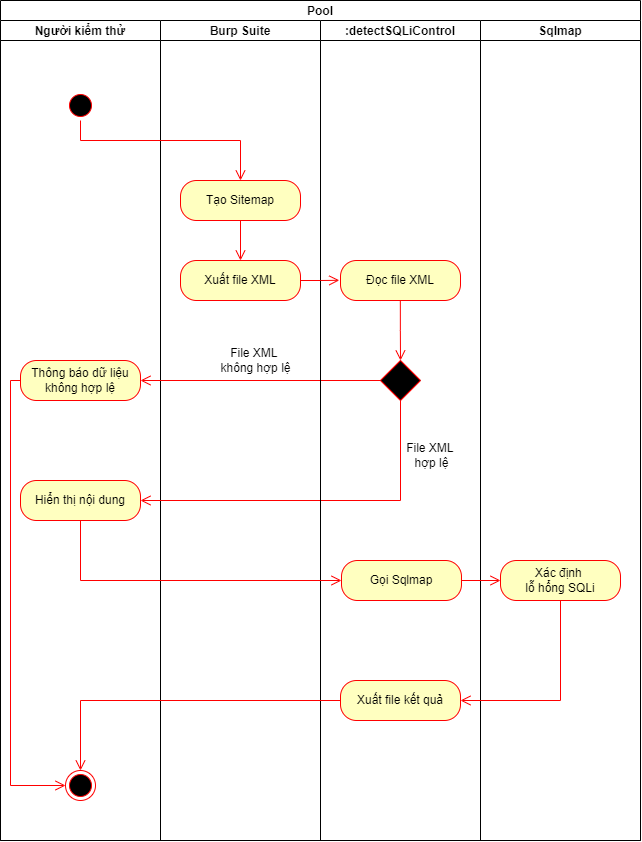 Pool
Người kiểm thử
Burp Suite
:detectSQLiControl
Sqlmap
Tạo Sitemap
Xuất file XML
Đọc file XML
File XML
không hợp lệ
Thông báo dữ liệu
không hợp lệ
File XML
hợp lệ
Hiển thị nội dung
Gọi Sqlmap
Xác định
lỗ hổng SQLi
Xuất file kết quả